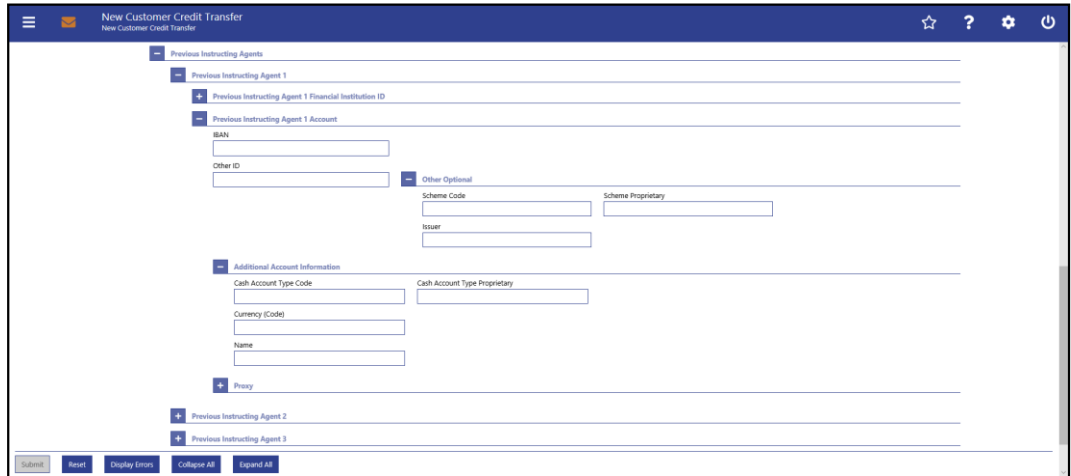 New Customer Credit Transfer
New Customer Credit Transfer
Previous Instructing Agents
Previous Instructing Agent 1
Previous Instructing Agent 1 Financial Institution ID
Previous Instructing Agent 1 Account
IBAN
Other ID
Other Optional
Scheme Code Scheme Proprietary
Issuer
Additional Account Information
Cash Account Type Code Cash Account Type Proprietary
Currency (Code)
Name
Proxy
Previous Instructing Agent 2
Previous Instructing Agent 3
Submit Reset Display Errors Collapse All Expand All